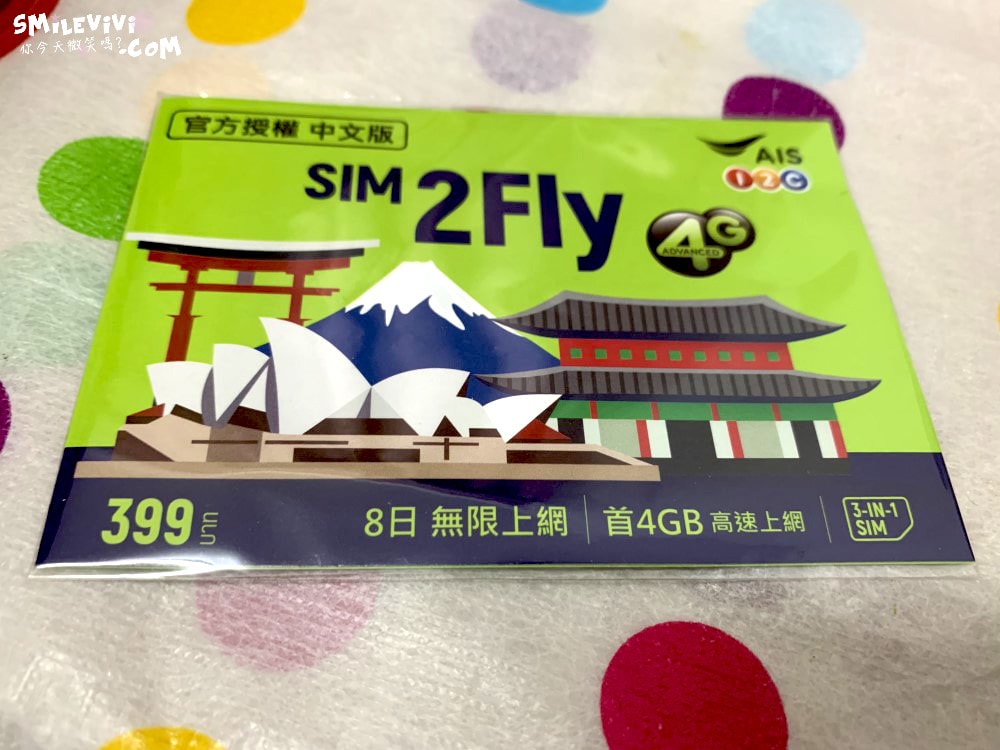 SMiLEViVi
你今天微笑嗎?.COM
官方授權 中文版
AIS
12C
SIM 2Fly
4G
ADVANCED
399 บาท
8日 無限上網
首4GB 高速上網
3-IN-1
SIM